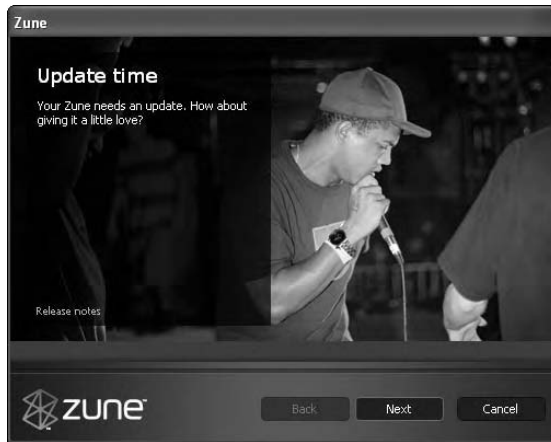 Zune
Update time
Your Zune needs an update. How about
giving it a little love?
Release notes
zune™
Back
Next
Cancel